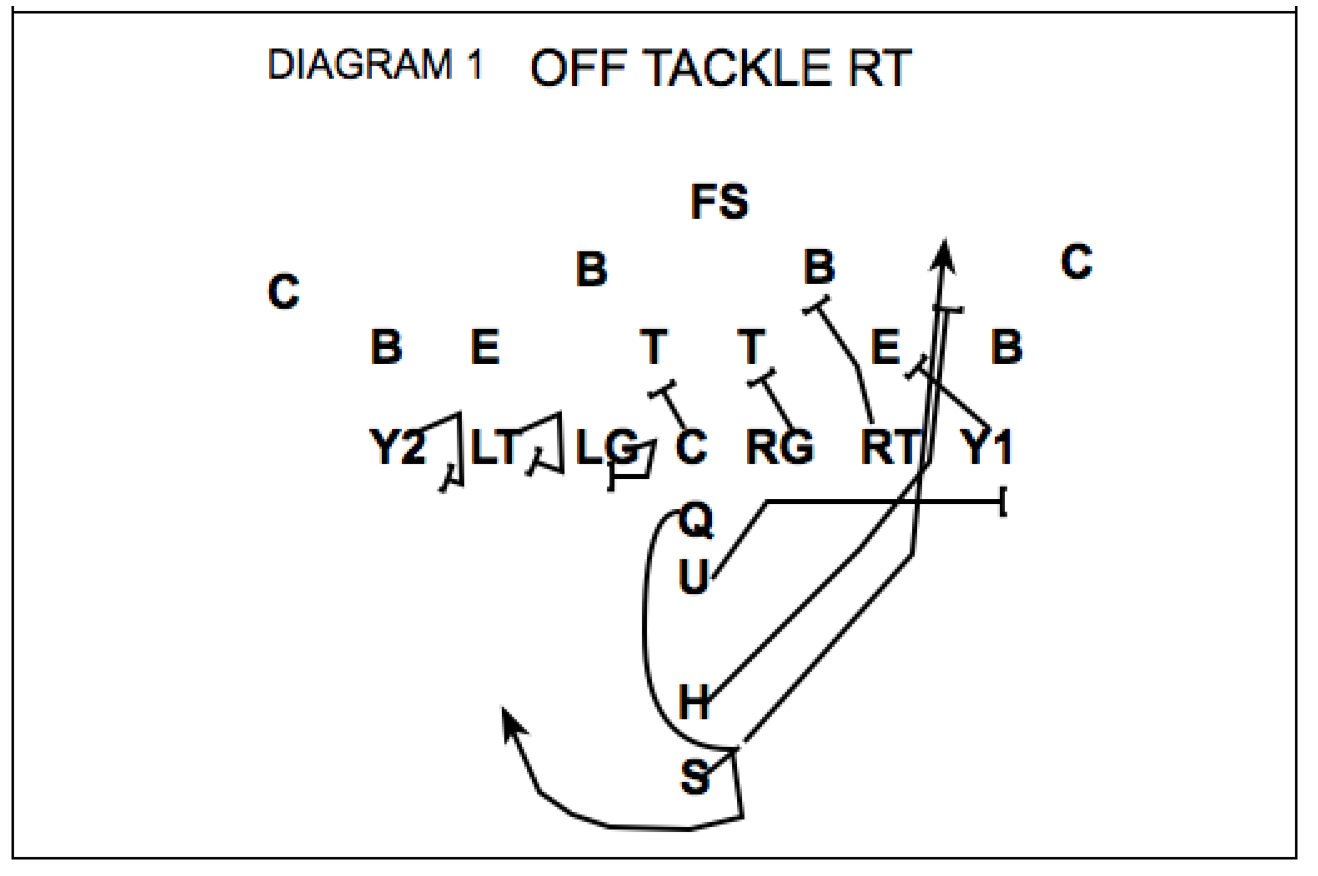 DIAGRAM 1 OFF TACKLE RT
FS
C B B C
B E T T E B
Y2 LT LG C RG RT Y1
Q
U
H
S